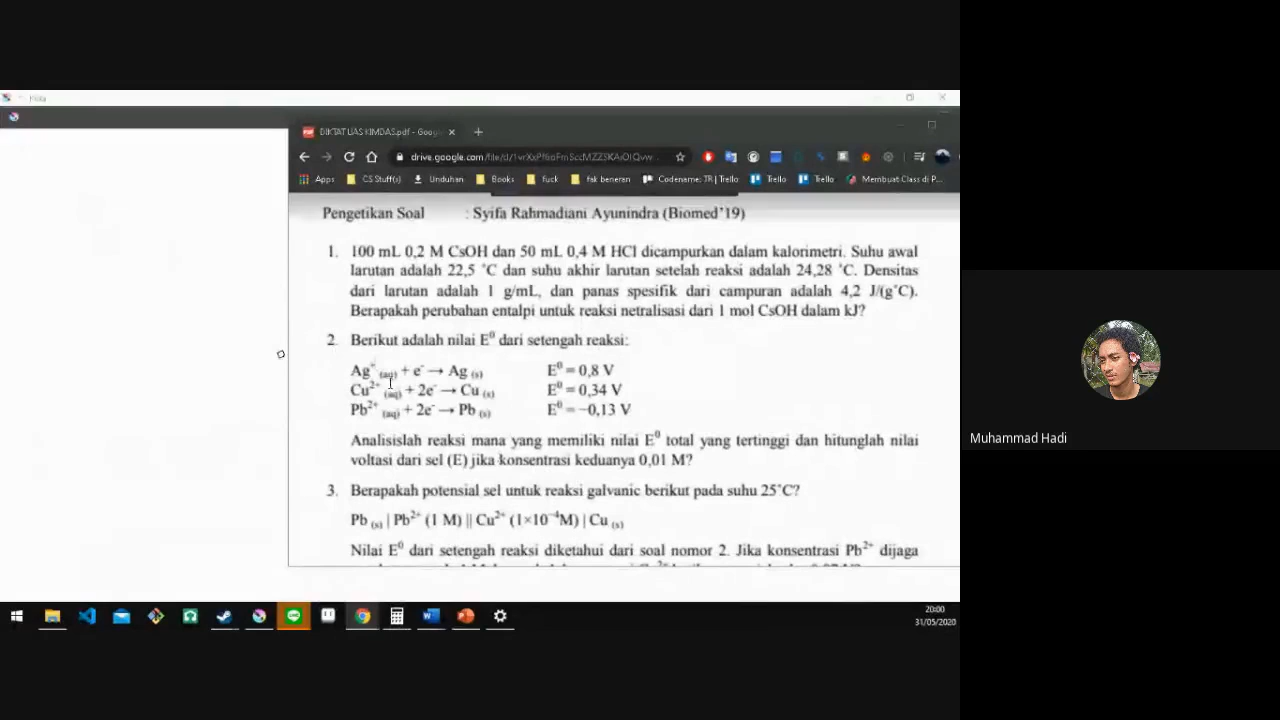 DIKTAT UAS KIMDAS.pdf - Goog
drive.google.com
Apps CS Stuff(s) Unduhan Books fuck fak beneran Codename: TR | Trello Trello Trello Membuat Class di P...
Pengetikan Soal : Syifa Rahmadiani Ayunindra (Biomed'19)
1. 100 mL 0,2 M CsOH dan 50 mL 0,4 M HCl dicampurkan dalam kalorimetri. Suhu awal
larutan adalah 22,5 ˚C dan suhu akhir larutan setelah reaksi adalah 24,28 ˚C. Densitas
dari larutan adalah 1 g/mL, dan panas spesifik dari campuran adalah 4,2 J/(g˚C).
Berapakah perubahan entalpi untuk reaksi netralisasi dari 1 mol CsOH dalam kJ?
2. Berikut adalah nilai E⁰ dari setengah reaksi:
Ag⁺ (aq) + e⁻ → Ag (s) E⁰ = 0,8 V
Cu²⁺ (aq) + 2e⁻ → Cu (s) E⁰ = 0,34 V
Pb²⁺ (aq) + 2e⁻ → Pb (s) E⁰ = −0,13 V
Analisislah reaksi mana yang memiliki nilai E⁰ total yang tertinggi dan hitunglah nilai
voltasi dari sel (E) jika konsentrasi keduanya 0,01 M?
3. Berapakah potensial sel untuk reaksi galvanic berikut pada suhu 25˚C?
Pb (s) | Pb²⁺ (1 M) || Cu²⁺ (1×10⁻⁴M) | Cu (s)
Nilai E⁰ dari setengah reaksi diketahui dari soal nomor 2. Jika konsentrasi Pb²⁺ dijaga
Muhammad Hadi
20:00
31/05/2020